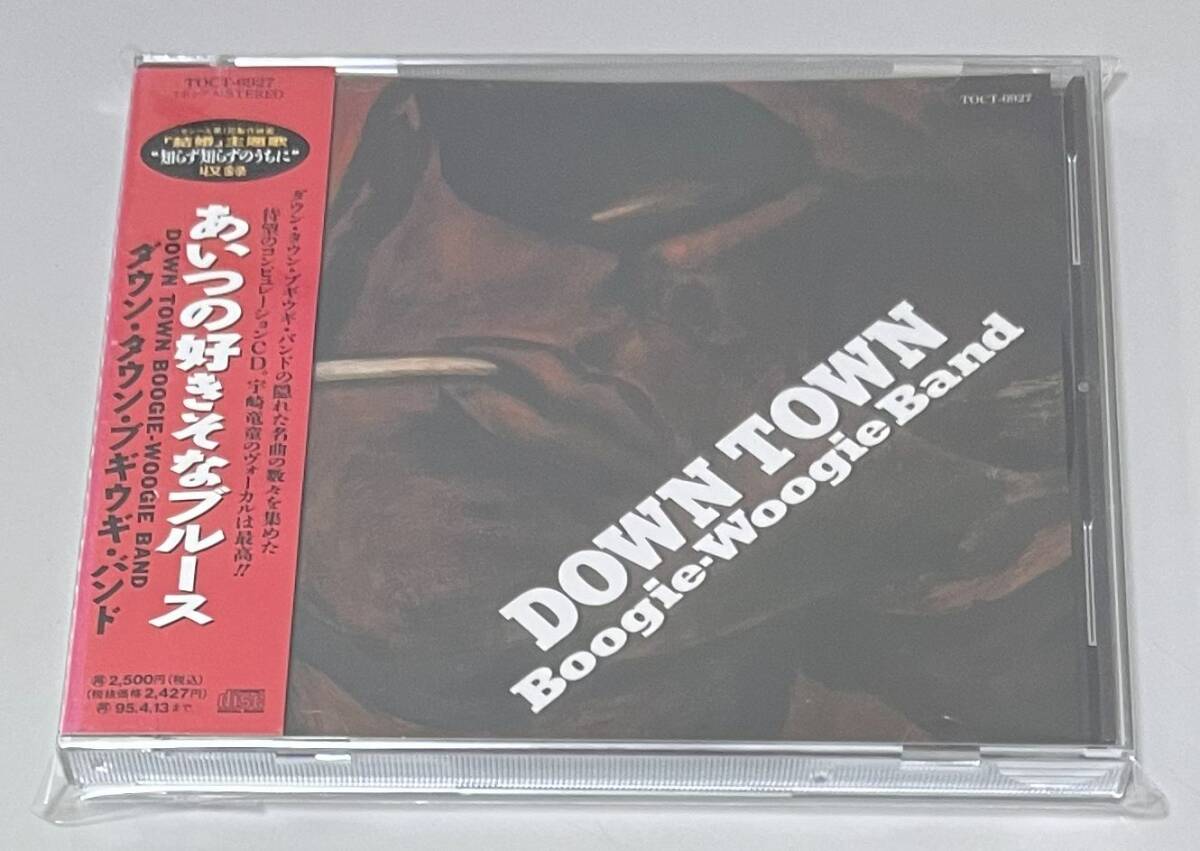 TOCT-6927
STEREO
「結婚」主題歌
“知らず知らずのうちに”
収録
ダウン・タウン・ブギウギ・バンドの隠れた名曲の数々を集めた
待望のコンピュレーションCD。宇崎竜童のヴォーカルは最高!!
あいつの好きそなブルース
DOWN TOWN BOOGIE-WOOGIE BAND
ダウン・タウン・ブギウギ・バンド
2,500円(税込)
(税抜価格2,427円)
95.4.13まで
disc
TOCT-6927
DOWN TOWN
Boogie-Woogie Band